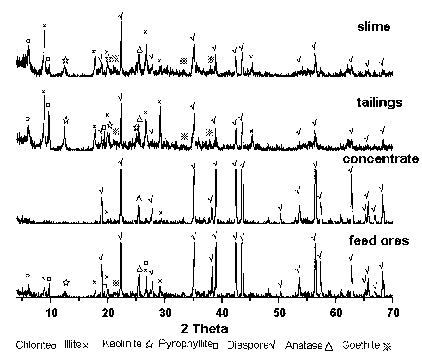 slime
tailings
concentrate
feed ores
10 20 30 40 50 60 70
2 Theta
Chlorite□ Illite× Kaolinite☆ Pyrophyllite□ Diaspore√ Anatase△ Goethite※